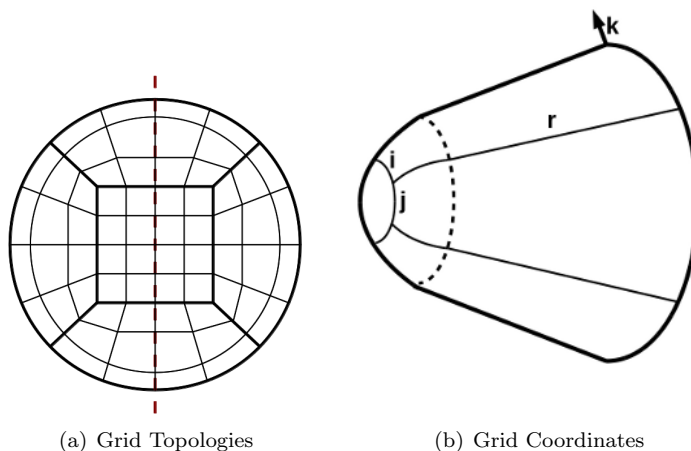 k
r
i
j
(a) Grid Topologies
(b) Grid Coordinates